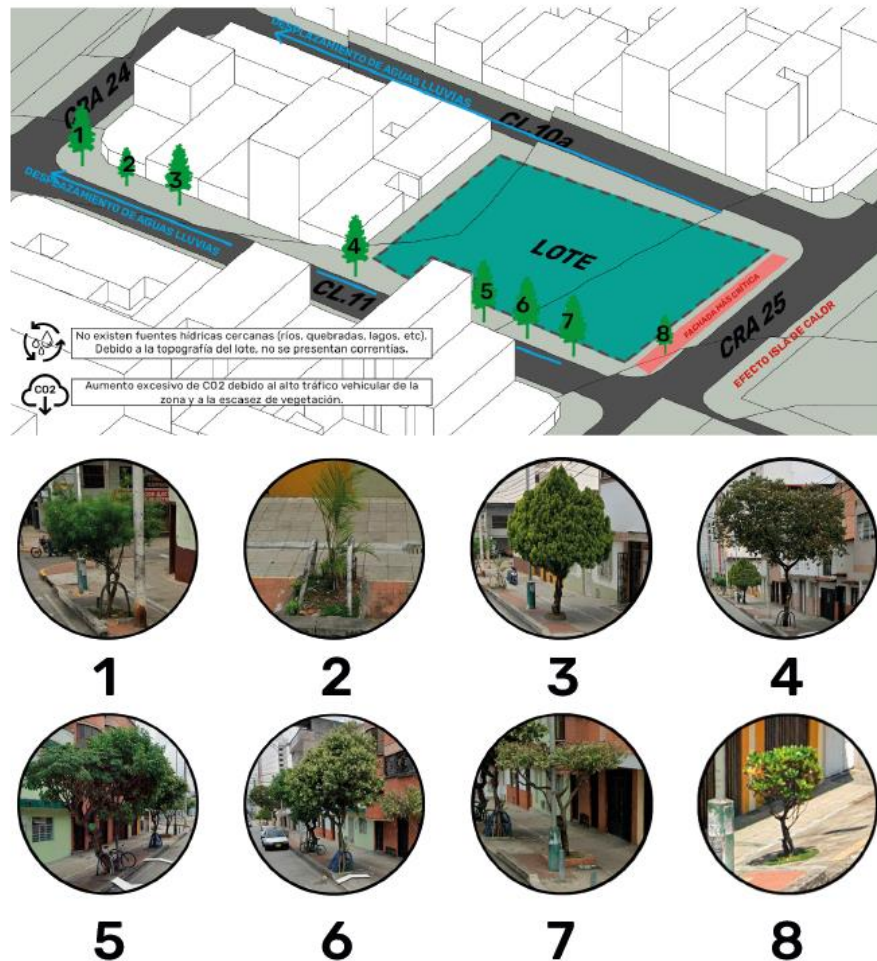 DESPLAZAMIENTO DE AGUAS LLUVIAS
CRA 24
CL.10a
1
2
3
DESPLAZAMIENTO DE AGUAS LLUVIAS
4
LOTE
CL.11
5
6
7
8
FACHADA MÁS CRÍTICA
CRA 25
EFECTO ISLA DE CALOR
No existen fuentes hídricas cercanas (ríos, quebradas, lagos, etc).
Debido a la topografía del lote, no se presentan correntías.
CO2
Aumento excesivo de CO2 debido al alto tráfico vehicular de la
zona y a la escasez de vegetación.
1
2
3
4
5
6
7
8